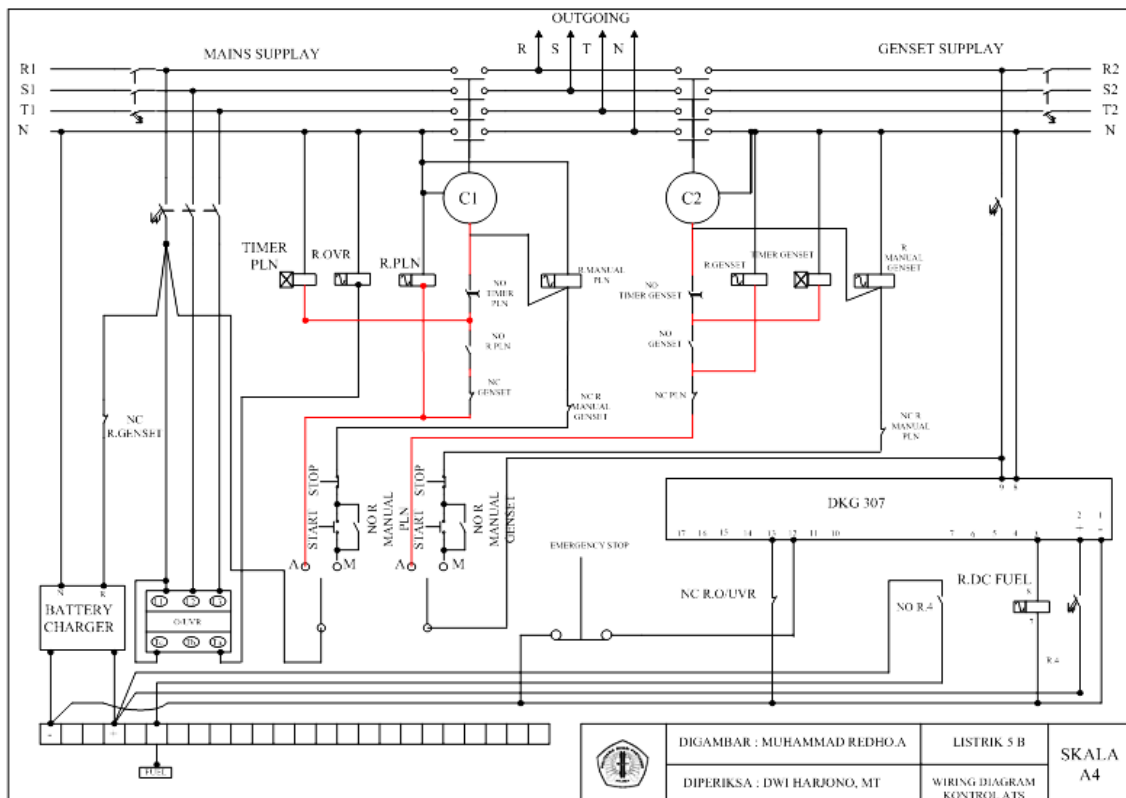 OUTGOING
MAINS SUPPLAY
R S T N
GENSET SUPPLAY
R1
S1
T1
N
R2
S2
T2
N
C1
C2
TIMER
PLN
R.OVR
R.PLN
R.MANUAL
PLN
NO
TIMER
PLN
NO
R.PLN
NC
GENSET
NC R
MANUAL
GENSET
R.GENSET
TIMER GENSET
R
MANUAL
GENSET
NO
TIMER GENSET
NO
GENSET
NC PLN
NC R
MANUAL
PLN
NC
R.GENSET
STOP
START
NO R
MANUAL
PLN
A
M
STOP
START
NO R
MANUAL
GENSET
A
M
EMERGENCY STOP
DKG 307
9 8
17 16 15 14 13 12 11 10
7 6 5 4
2 1
+ -
NC R.O/UVR
NO R.4
R.DC FUEL
8
7
R.4
N R
BATTERY
CHARGER
L1 L2 L3
O/UVR
- +
FUEL
DIGAMBAR : MUHAMMAD REDHO.A
LISTRIK 5 B
SKALA
A4
DIPERIKSA : DWI HARJONO, MT
WIRING DIAGRAM
KONTROL ATS